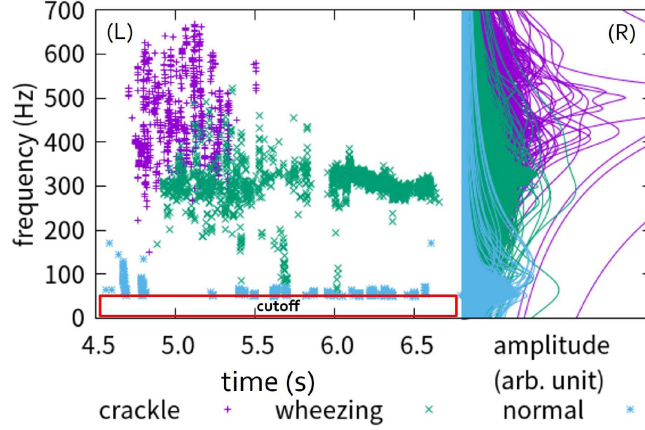 700
600
500
400
300
200
100
0
frequency (Hz)
(L)
(R)
cutoff
4.5 5.0 5.5 6.0 6.5
time (s)
amplitude
(arb. unit)
crackle + wheezing × normal *